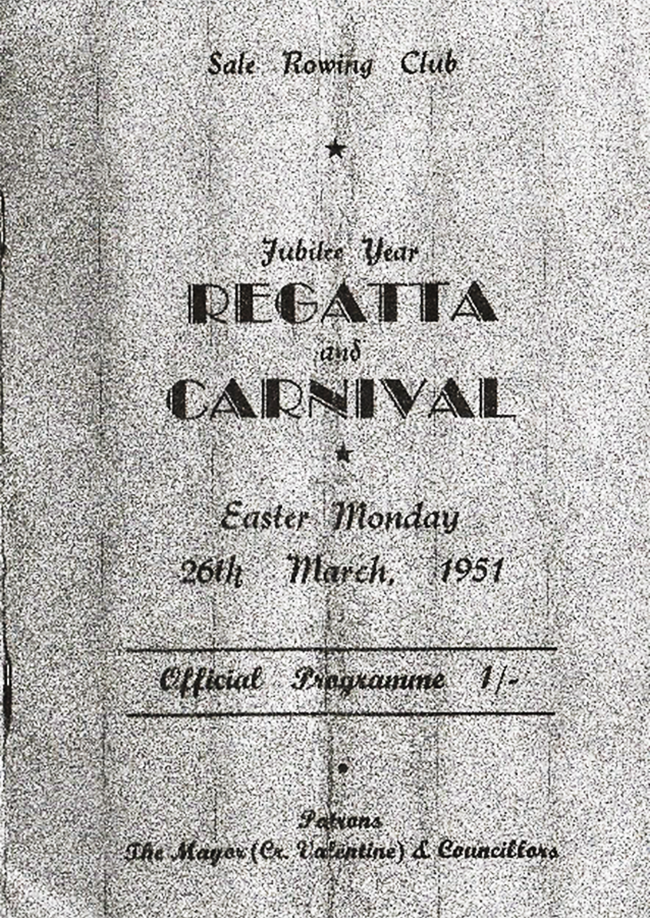 Sale Rowing Club
Jubilee Year
REGATTA
and
CARNIVAL
Easter Monday
26th March, 1951
Official Programme 1/-
Patrons
The Mayor (Cr. Valentine) & Councillors